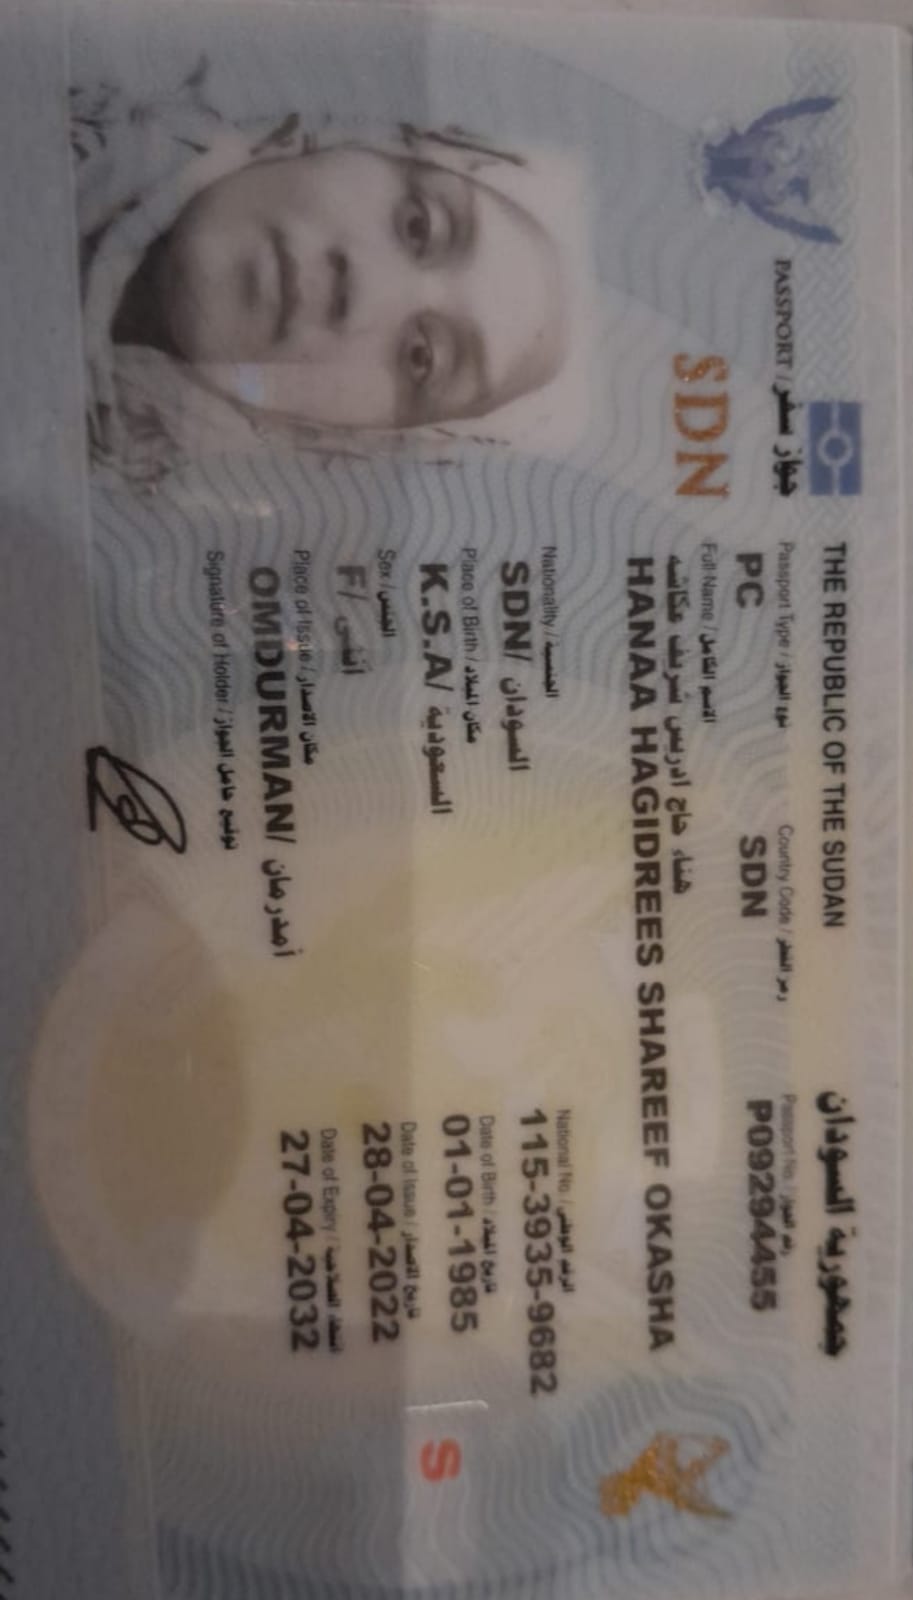 THE REPUBLIC OF THE SUDAN جمهورية السودان
PASSPORT / جواز سفر
Passport Type / نوع الجواز Country Code / رمز القطر Passport No. / رقم الجواز
PC SDN P09294455
SDN
Full Name / الاسم الكامل
هناء حاج ادريس شريف عكاشه
HANAA HAGIDREES SHAREEF OKASHA
Nationality / الجنسية National No. / الرقم الوطني
SDN/ السودان 115-3935-9682
Place of Birth / مكان الميلاد Date of Birth / تاريخ الميلاد
K.S.A/ السعودية 01-01-1985
Sex / الجنس Date of Issue / تاريخ الاصدار
F/ أنثى 28-04-2022
Place of Issue / مكان الاصدار Date of Expiry / انتهاء الصلاحية
OMDURMAN/ أمدرمان 27-04-2032
Signature of Holder / توقيع حامل الجواز
S